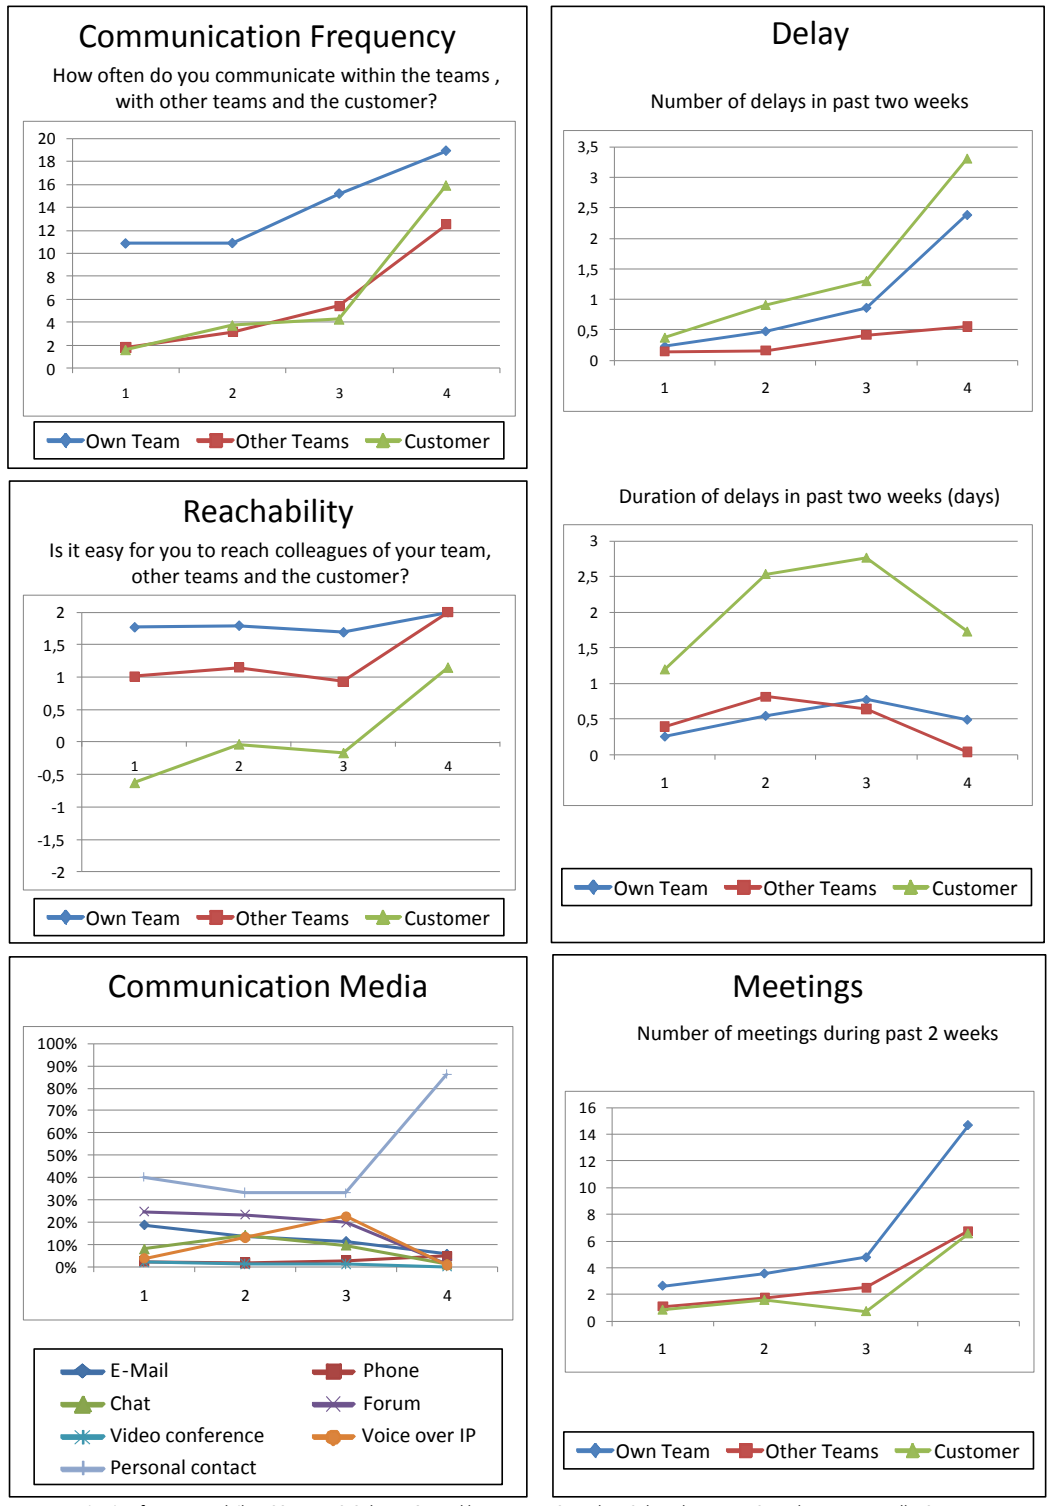 Communication Frequency
How often do you communicate within the teams ,
with other teams and the customer?
20
18
16
14
12
10
8
6
4
2
0
1 2 3 4
Own Team Other Teams Customer
Reachability
Is it easy for you to reach colleagues of your team,
other teams and the customer?
2
1,5
1
0,5
0
1 2 3 4
-0,5
-1
-1,5
-2
Own Team Other Teams Customer
Communication Media
100%
90%
80%
70%
60%
50%
40%
30%
20%
10%
0%
1 2 3 4
E-Mail Phone
Chat Forum
Video conference Voice over IP
Personal contact
Delay
Number of delays in past two weeks
3,5
3
2,5
2
1,5
1
0,5
0
1 2 3 4
Duration of delays in past two weeks (days)
3
2,5
2
1,5
1
0,5
0
1 2 3 4
Own Team Other Teams Customer
Meetings
Number of meetings during past 2 weeks
16
14
12
10
8
6
4
2
0
1 2 3 4
Own Team Other Teams Customer